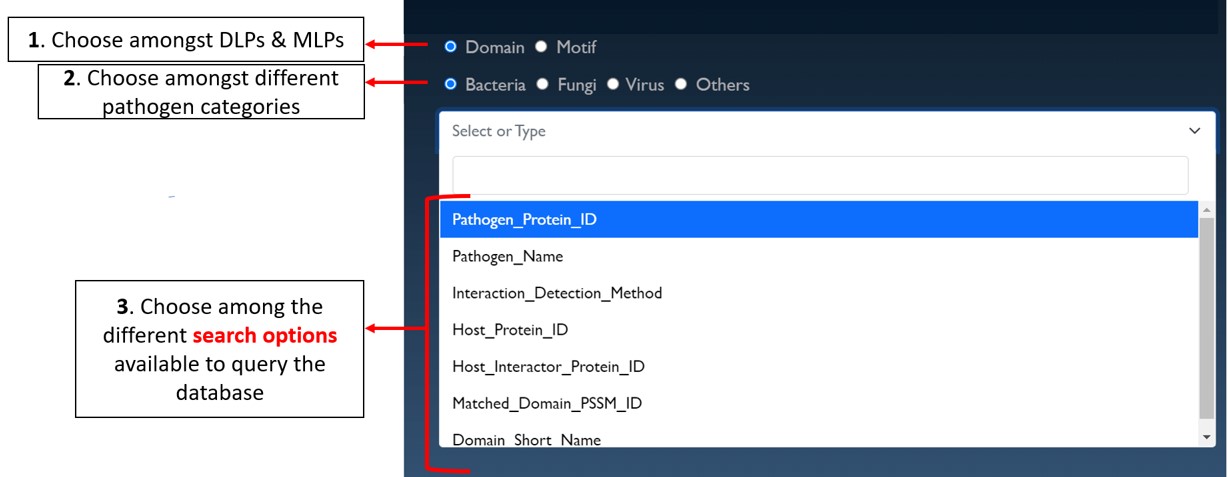 1. Choose amongst DLPs & MLPs
Domain Motif
2. Choose amongst different
pathogen categories
Bacteria Fungi Virus Others
Select or Type
Pathogen_Protein_ID
Pathogen_Name
Interaction_Detection_Method
Host_Protein_ID
Host_Interactor_Protein_ID
Matched_Domain_PSSM_ID
Domain_Short_Name
3. Choose among the
different search options
available to query the
database